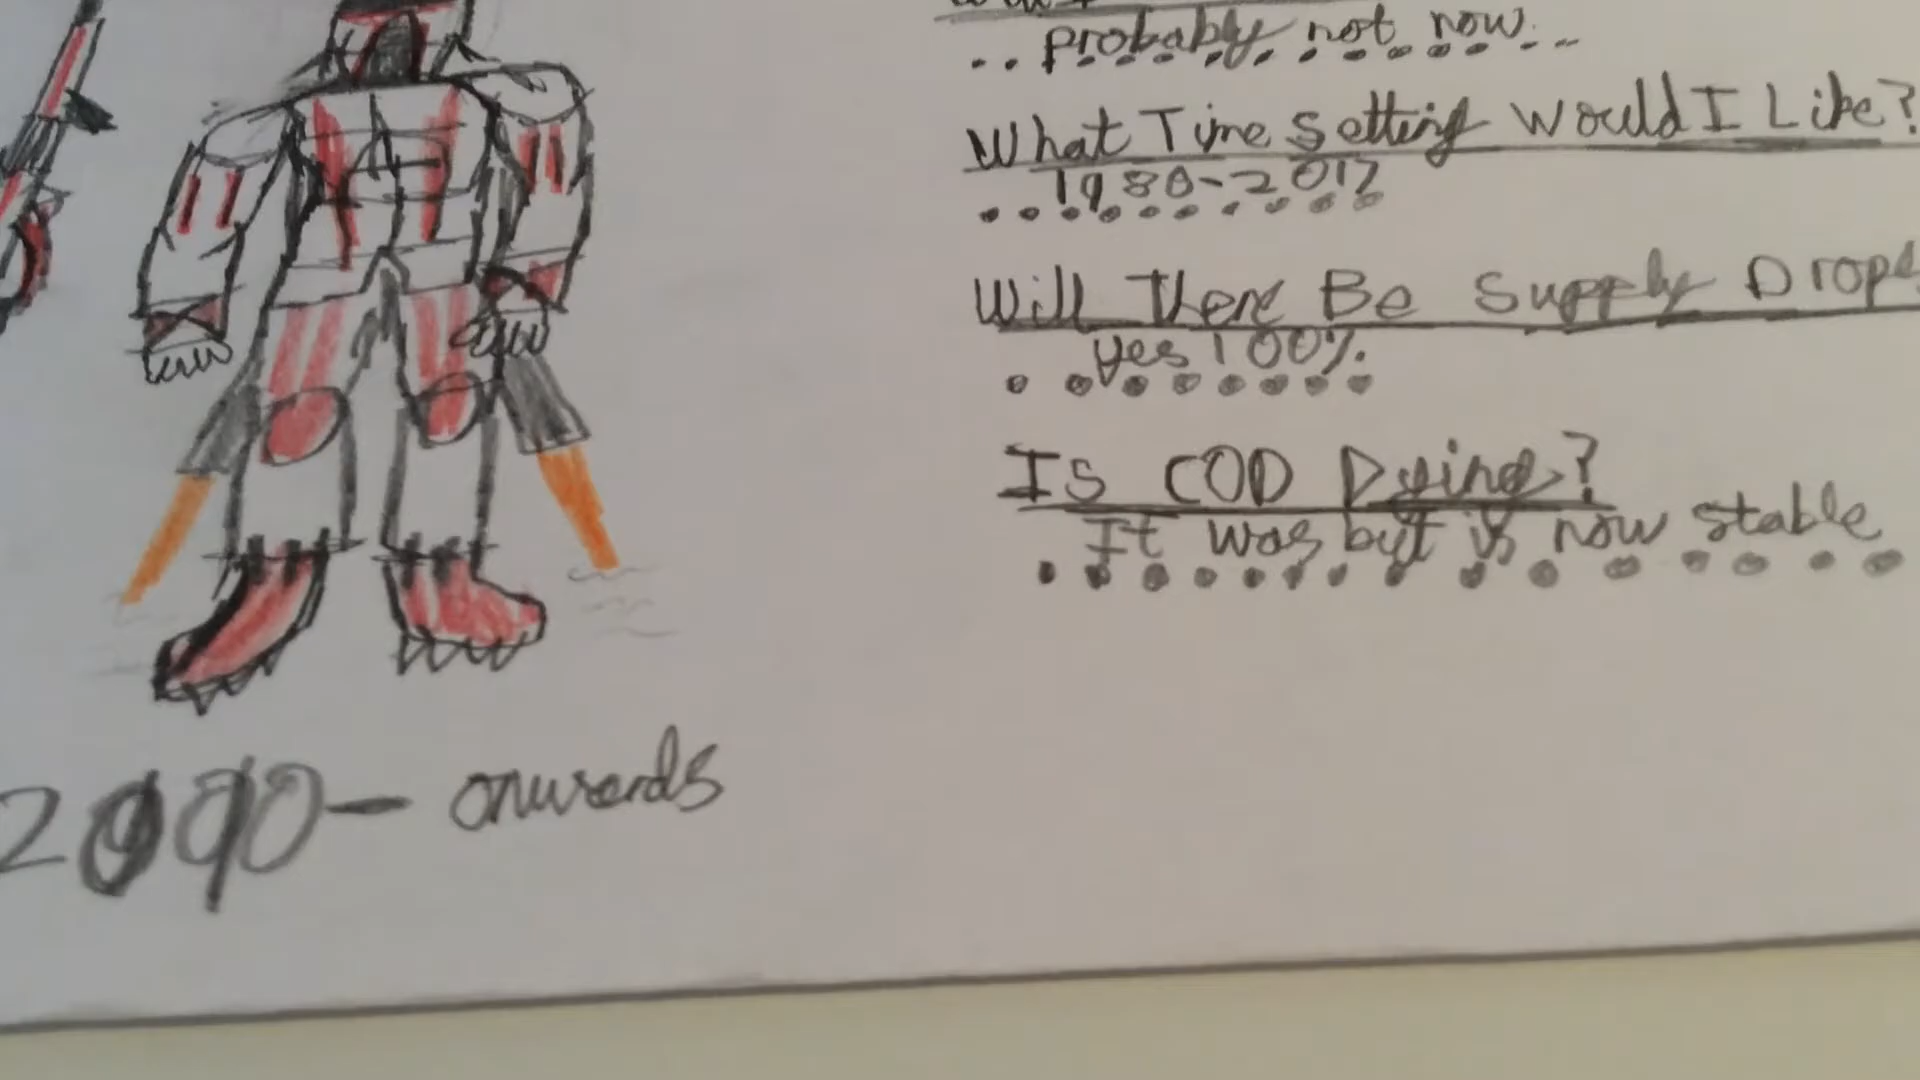 ..probably not now...
What Time Setting Would I Like?
1980-2017
Will There Be Supply Drops
yes 100%
Is COD Dying?
It was but is now stable
2090- onwards